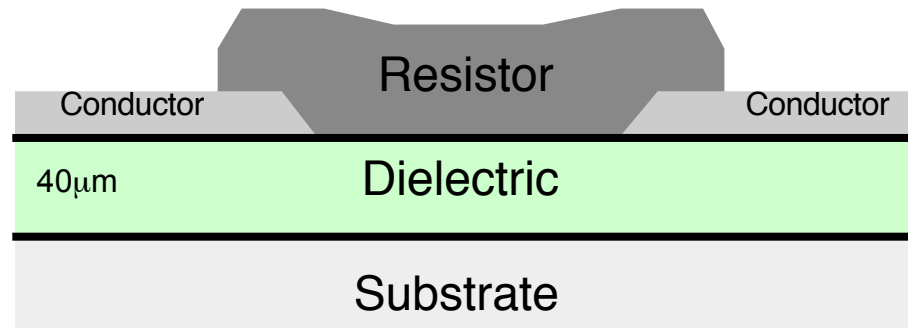 Resistor
Conductor
Conductor
40μm
Dielectric
Substrate